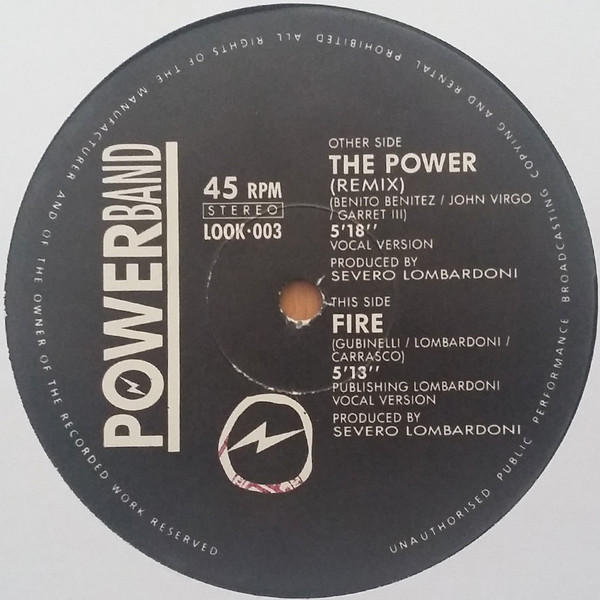 POWERBAND
45 RPM
STEREO
LOOK·003
OTHER SIDE
THE POWER
(REMIX)
(BENITO BENITEZ / JOHN VIRGO
/ GARRET III)
5'18''
VOCAL VERSION
PRODUCED BY
SEVERO LOMBARDONI
THIS SIDE
FIRE
(GUBINELLI / LOMBARDONI /
CARRASCO)
5'13''
PUBLISHING LOMBARDONI
VOCAL VERSION
PRODUCED BY
SEVERO LOMBARDONI
ALL RIGHTS OF THE MANUFACTURER AND OF THE OWNER OF THE RECORDED WORK RESERVED
UNAUTHORISED PUBLIC PERFORMANCE BROADCASTING COPYING AND RENTAL PROHIBITED